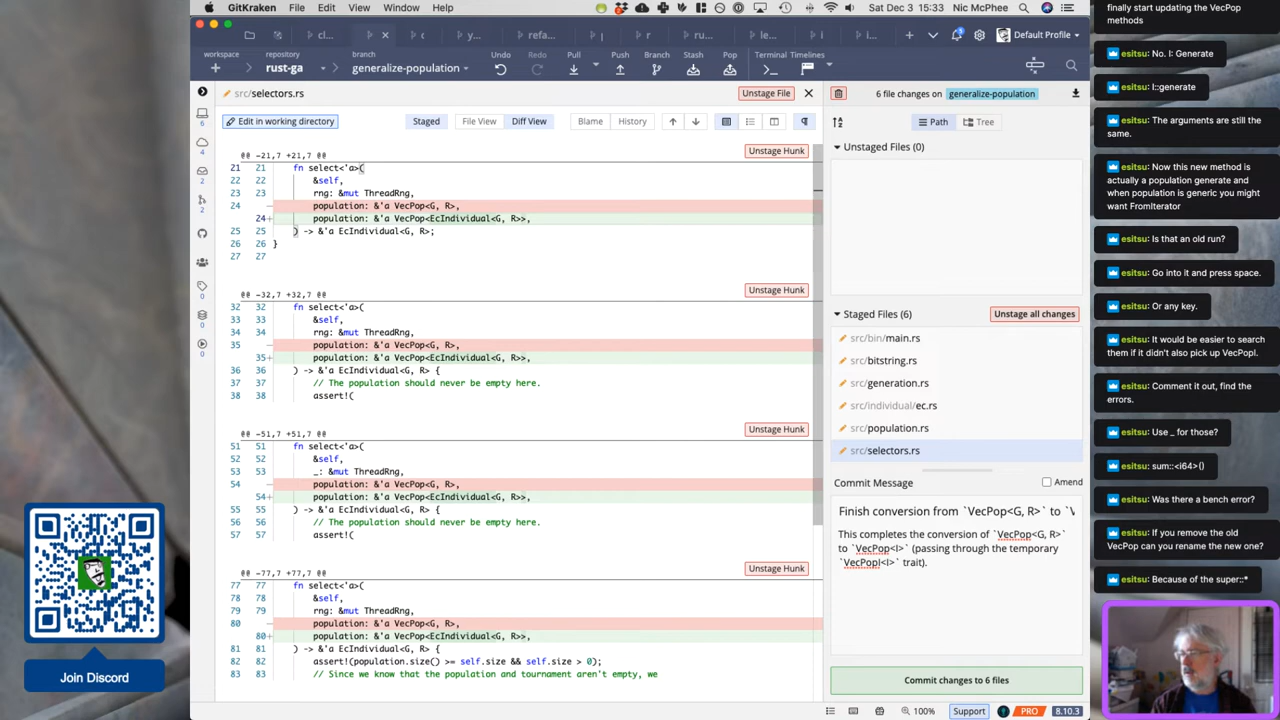 GitKraken File Edit View Window Help
Sat Dec 3 15:33 Nic McPhee
cl...
c
y...
refa...
r
ru...
le...
i
i...
3
Default Profile
workspace
repository
rust-ga
branch
generalize-population
Undo
Redo
Pull
Push
Branch
Stash
Pop
Terminal
Timelines
src/selectors.rs
Unstage File
Edit in working directory
Staged
File View
Diff View
Blame
History
6
4
2
2
0
0
0
@@ -21,7 +21,7 @@
Unstage Hunk
21 21 fn select<'a>(
22 22 &self,
23 23 rng: &mut ThreadRng,
24 – population: &'a VecPop<G, R>,
24+ population: &'a VecPop<EcIndividual<G, R>>,
25 25 ) -> &'a EcIndividual<G, R>;
26 26 }
27 27
@@ -32,7 +32,7 @@
Unstage Hunk
32 32 fn select<'a>(
33 33 &self,
34 34 rng: &mut ThreadRng,
35 – population: &'a VecPop<G, R>,
35+ population: &'a VecPop<EcIndividual<G, R>>,
36 36 ) -> &'a EcIndividual<G, R> {
37 37 // The population should never be empty here.
38 38 assert!(
@@ -51,7 +51,7 @@
Unstage Hunk
51 51 fn select<'a>(
52 52 &self,
53 53 _: &mut ThreadRng,
54 – population: &'a VecPop<G, R>,
54+ population: &'a VecPop<EcIndividual<G, R>>,
55 55 ) -> &'a EcIndividual<G, R> {
56 56 // The population should never be empty here.
57 57 assert!(
@@ -77,7 +77,7 @@
Unstage Hunk
77 77 fn select<'a>(
78 78 &self,
79 79 rng: &mut ThreadRng,
80 – population: &'a VecPop<G, R>,
80+ population: &'a VecPop<EcIndividual<G, R>>,
81 81 ) -> &'a EcIndividual<G, R> {
82 82 assert!(population.size() >= self.size && self.size > 0);
83 83 // Since we know that the population and tournament aren't empty, we
6 file changes on generalize-population
Path
Tree
Unstaged Files (0)
Staged Files (6)
Unstage all changes
src/bin/main.rs
src/bitstring.rs
src/generation.rs
src/individual/ec.rs
src/population.rs
src/selectors.rs
Commit Message
Amend
Finish conversion from `VecPop<G, R>` to `V
This completes the conversion of `VecPop<G, R>`
to `VecPop<I>` (passing through the temporary
`VecPopI<I>` trait).
Commit changes to 6 files
100%
Support
PRO
8.10.3
finally start updating the VecPop
methods
esitsu: No. I: Generate
esitsu: I::generate
esitsu: The arguments are still the
same.
esitsu: Now this new method is
actually a population generate and
when population is generic you might
want FromIterator
esitsu: Is that an old run?
esitsu: Go into it and press space.
esitsu: Or any key.
esitsu: It would be easier to search
them if it didn't also pick up VecPopI.
esitsu: Comment it out, find the
errors.
esitsu: Use _ for those?
esitsu: sum::<i64>()
esitsu: Was there a bench error?
esitsu: If you remove the old
VecPop can you rename the new one?
esitsu: Because of the super::*
Join Discord